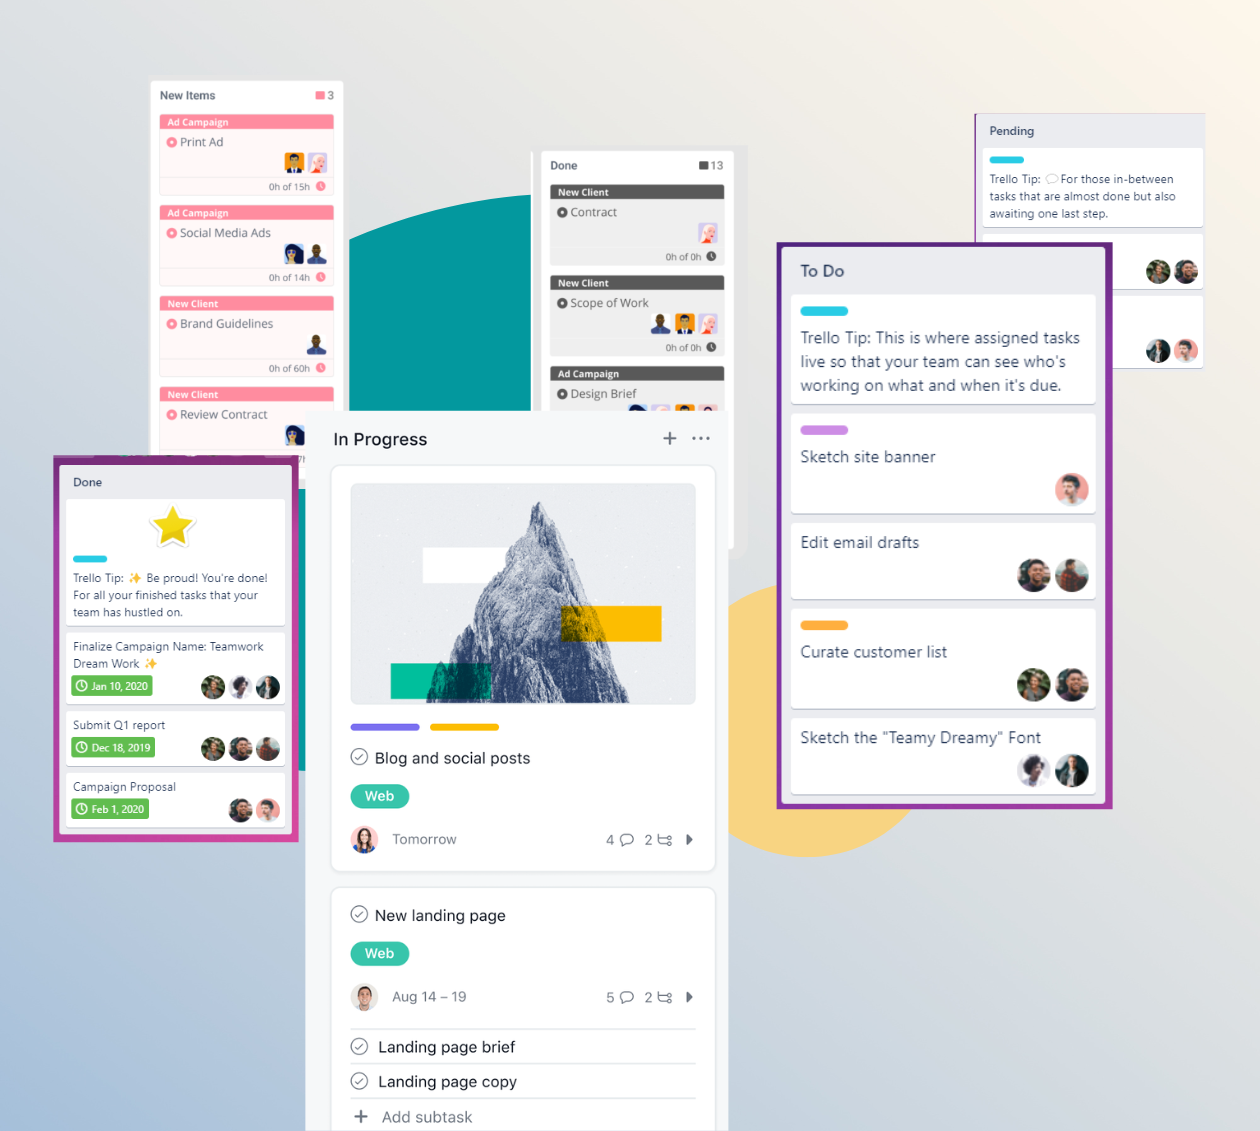 New Items
3
Ad Campaign
Print Ad
0h of 15h
Ad Campaign
Social Media Ads
0h of 14h
New Client
Brand Guidelines
0h of 60h
New Client
Review Contract
Done
13
New Client
Contract
0h of 0h
New Client
Scope of Work
0h of 0h
Ad Campaign
Design Brief
Pending
Trello Tip: For those in-between
tasks that are almost done but also
awaiting one last step.
To Do
Trello Tip: This is where assigned tasks
live so that your team can see who's
working on what and when it's due.
Sketch site banner
Edit email drafts
Curate customer list
Sketch the "Teamy Dreamy" Font
Done
Trello Tip: ✨ Be proud! You're done!
For all your finished tasks that your
team has hustled on.
Finalize Campaign Name: Teamwork
Dream Work ✨
Jan 10, 2020
Submit Q1 report
Dec 18, 2019
Campaign Proposal
Feb 1, 2020
In Progress
Blog and social posts
Web
Tomorrow
4
2
New landing page
Web
Aug 14 – 19
5
2
Landing page brief
Landing page copy
+ Add subtask